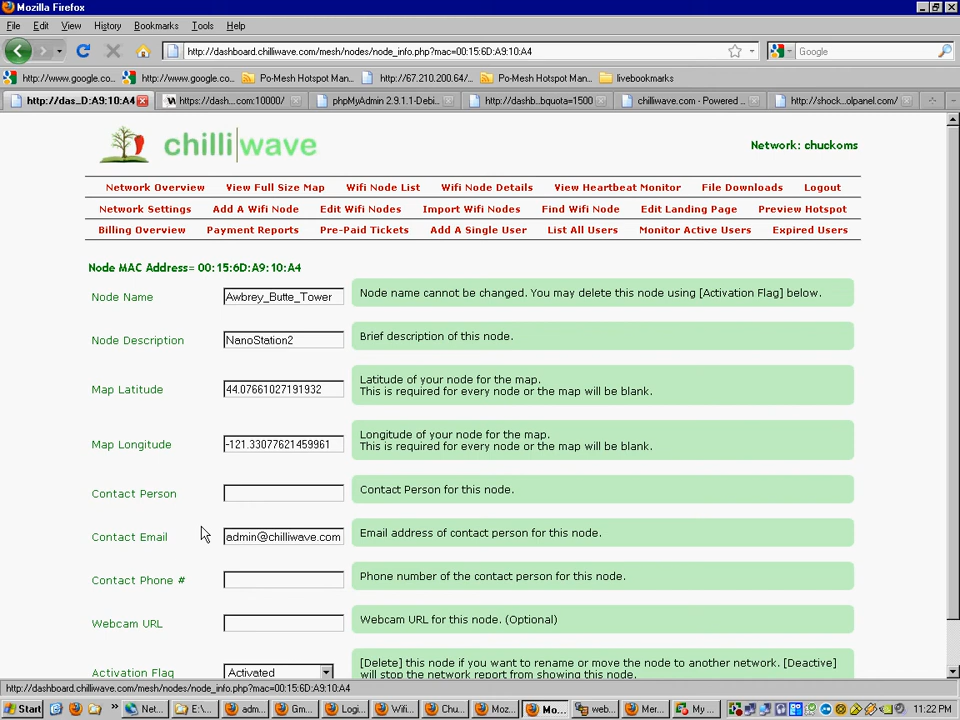 Mozilla Firefox
File Edit View History Bookmarks Tools Help
http://dashboard.chilliwave.com/mesh/nodes/node_info.php?mac=00:15:6D:A9:10:A4
Google
http://www.google.co... http://www.google.co... Po-Mesh Hotspot Man... http://67.210.200.64/... Po-Mesh Hotspot Man... livebookmarks
http://das...D:A9:10:A4 https://das...com:10000/ phpMyAdmin 2.9.1.1-Debi... http://dashb...bquota=1500 chilliwave.com - Powered ... http://shock...olpanel.com/
chilliwave
Network: chuckoms
Network Overview View Full Size Map Wifi Node List Wifi Node Details View Heartbeat Monitor File Downloads Logout
Network Settings Add A Wifi Node Edit Wifi Nodes Import Wifi Nodes Find Wifi Node Edit Landing Page Preview Hotspot
Billing Overview Payment Reports Pre-Paid Tickets Add A Single User List All Users Monitor Active Users Expired Users
Node MAC Address= 00:15:6D:A9:10:A4
Node Name Awbrey_Butte_Tower Node name cannot be changed. You may delete this node using [Activation Flag] below.
Node Description NanoStation2 Brief description of this node.
Map Latitude 44.07661027191932 Latitude of your node for the map.
This is required for every node or the map will be blank.
Map Longitude -121.33077621459961 Longitude of your node for the map.
This is required for every node or the map will be blank.
Contact Person Contact Person for this node.
Contact Email admin@chilliwave.com Email address of contact person for this node.
Contact Phone # Phone number of the contact person for this node.
Webcam URL Webcam URL for this node. (Optional)
Activation Flag Activated [Delete] this node if you want to rename or move the node to another network. [Deactive]
will stop the network report from showing this node.
http://dashboard.chilliwave.com/mesh/nodes/node_info.php?mac=00:15:6D:A9:10:A4
Start Net... E:\... adm... Gm... Logi... Wifi... Chu... Moz... Mo... web... Mer... My ... 11:22 PM